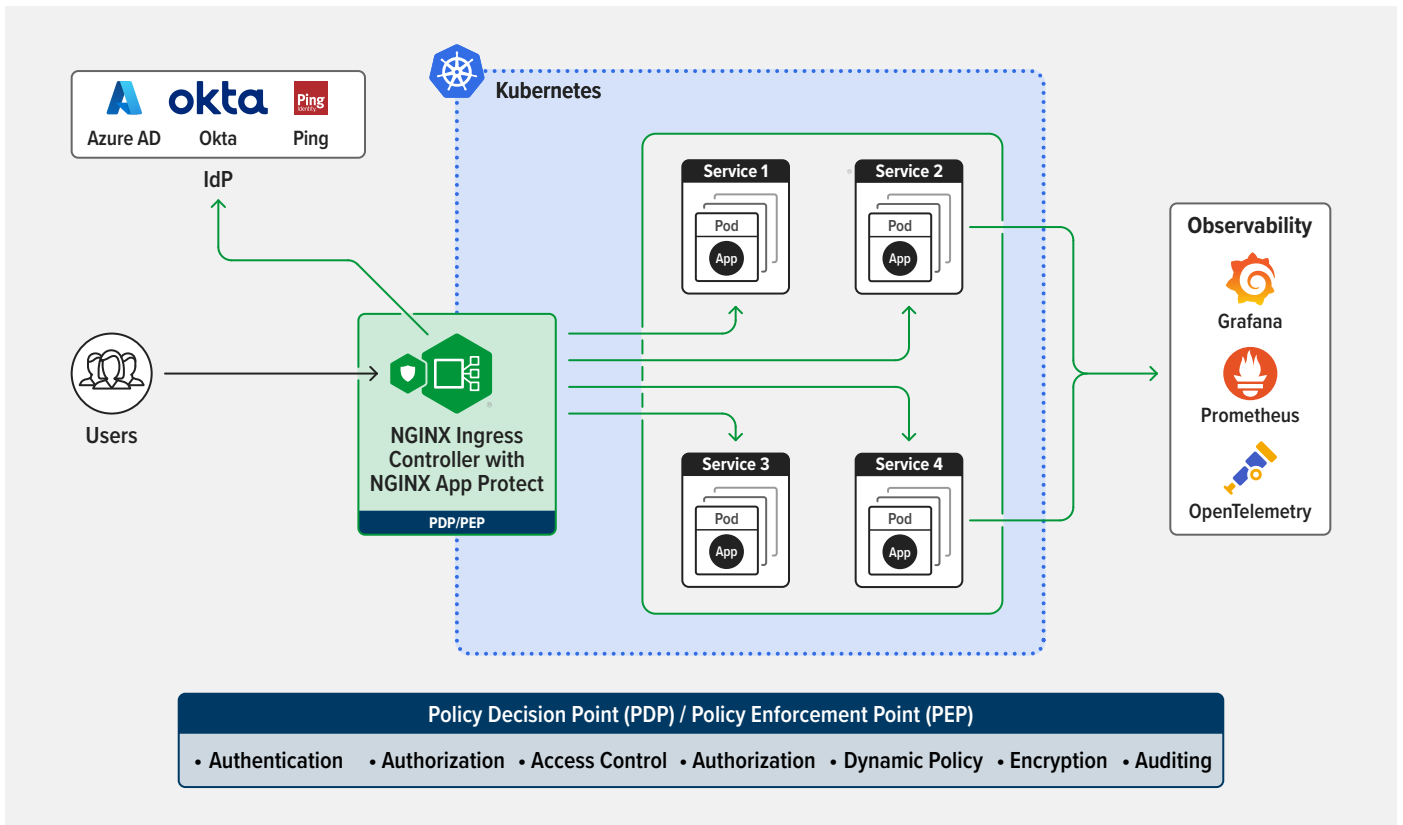 Kubernetes
okta
Ping
Identity
Azure AD
Okta
Ping
IdP
Service 1
Pod
App
Service 2
Pod
App
Observability
Grafana
Prometheus
OpenTelemetry
Users
NGINX Ingress
Controller with
NGINX App Protect
PDP/PEP
Service 3
Pod
App
Service 4
Pod
App
Policy Decision Point (PDP) / Policy Enforcement Point (PEP)
• Authentication • Authorization • Access Control • Authorization • Dynamic Policy • Encryption • Auditing